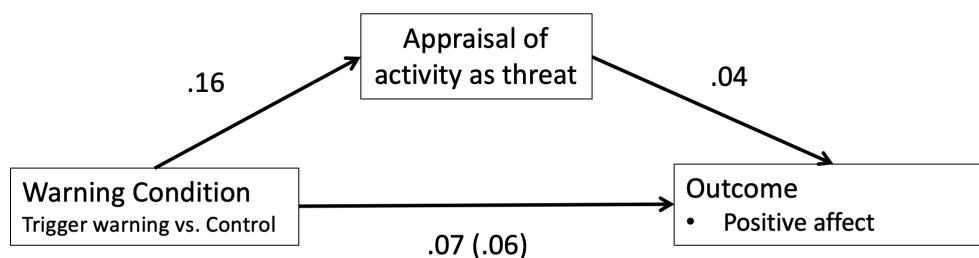 Appraisal of
activity as threat
.16
.04
Warning Condition
Trigger warning vs. Control
Outcome
• Positive affect
.07 (.06)